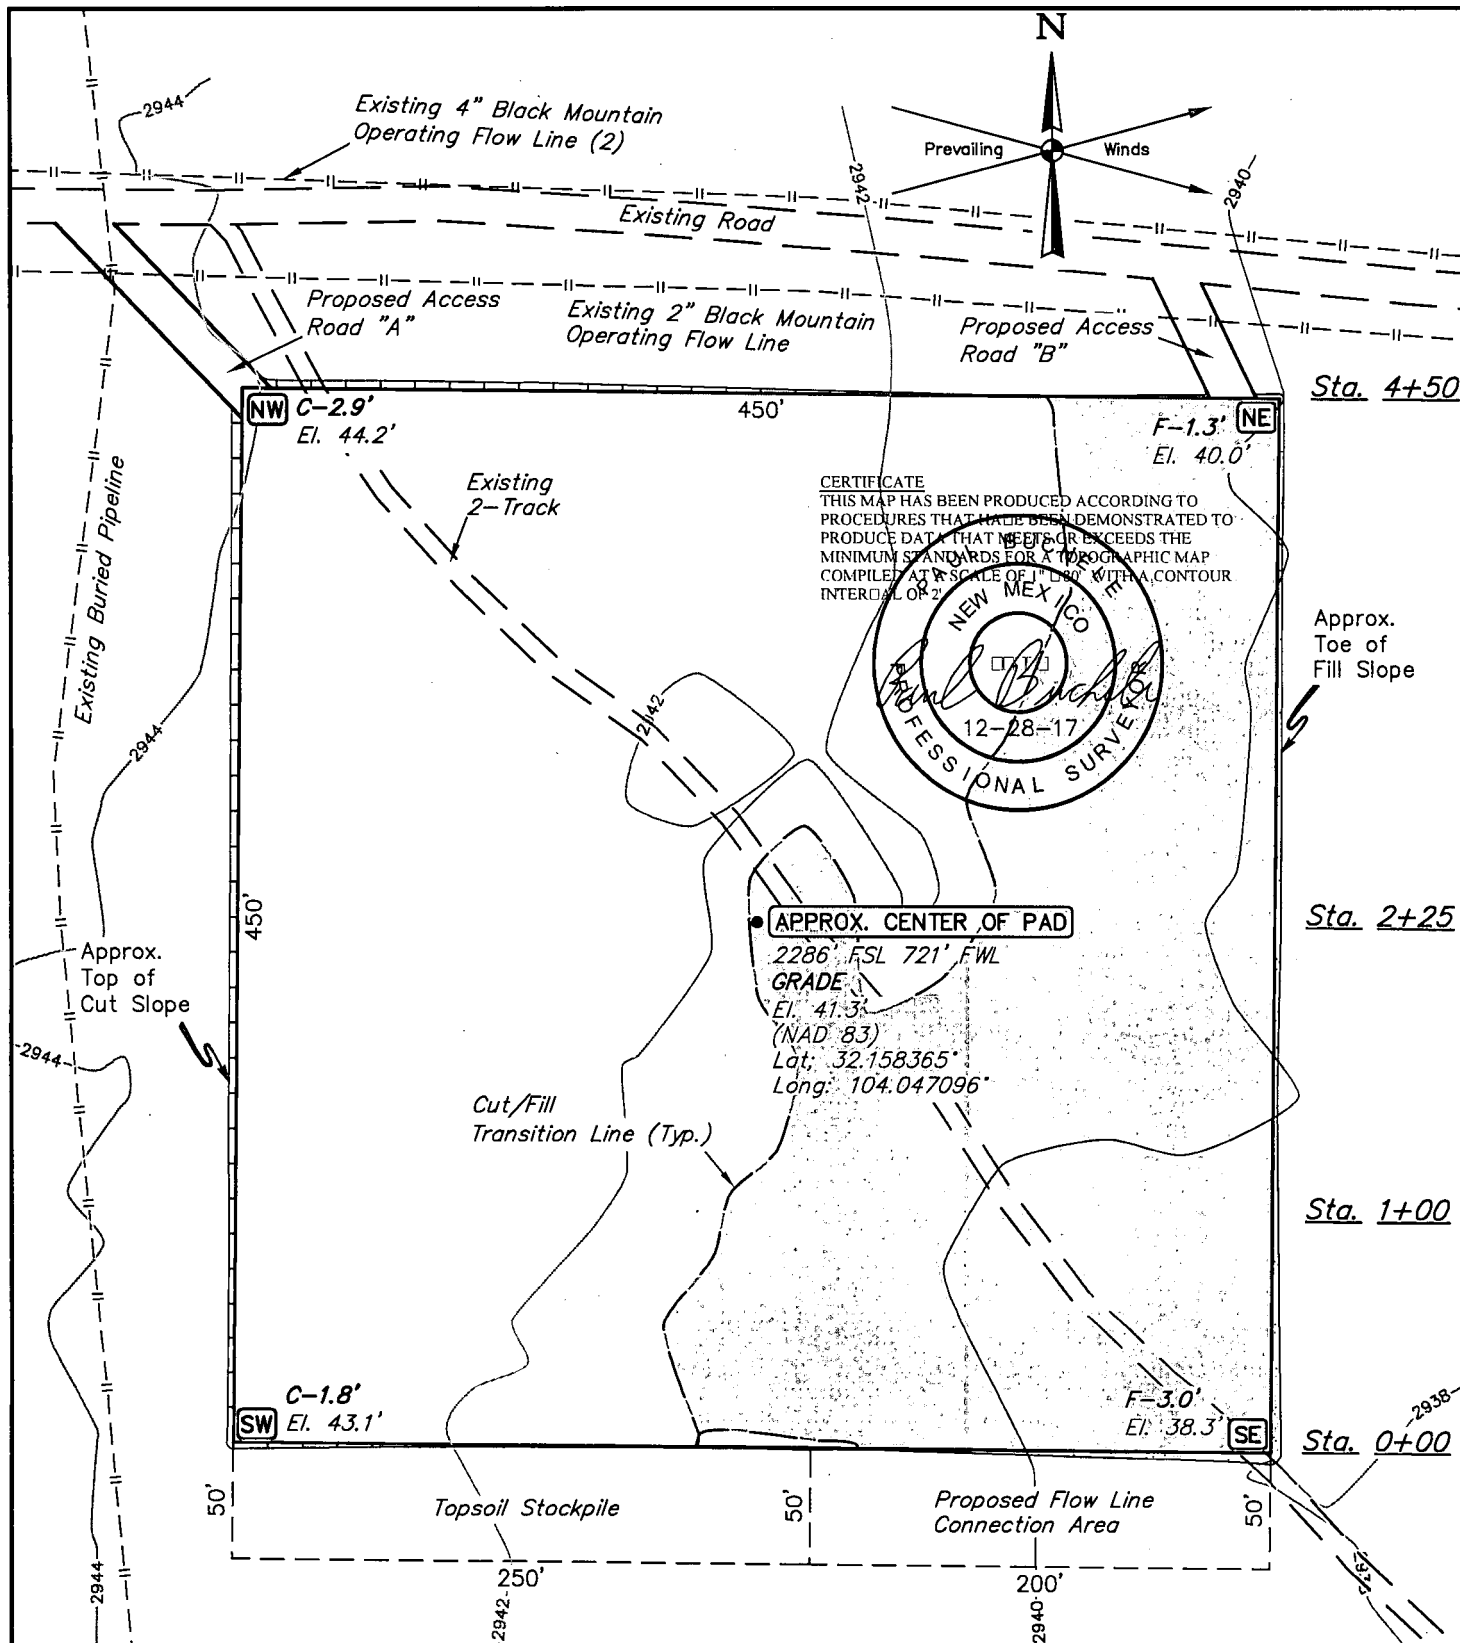 N
2944
Existing 4" Black Mountain
Operating Flow Line (2)
Prevailing
Winds
2942
2940
Existing Road
Proposed Access
Road "A"
Existing 2" Black Mountain
Operating Flow Line
Proposed Access
Road "B"
Sta. 4+50
NW
C-2.9'
El. 44.2'
450'
F-1.3'
El. 40.0'
NE
Existing
2-Track
CERTIFICATE
THIS MAP HAS BEEN PRODUCED ACCORDING TO
PROCEDURES THAT HA□E BEEN DEMONSTRATED TO
PRODUCE DATA THAT MEETS OR EXCEEDS THE
MINIMUM STANDARDS FOR A TOPOGRAPHIC MAP
COMPILED AT A SCALE OF 1" □ 80' WITH A CONTOUR
INTER□AL OF 2'
PAUL BUCHELE
NEW MEXICO
12-28-17
PROFESSIONAL SURVEYOR
Existing Buried Pipeline
Approx.
Toe of
Fill Slope
2942
2944
450'
APPROX. CENTER OF PAD
2286' FSL 721' FWL
GRADE
El. 41.3'
(NAD 83)
Lat: 32.158365°
Long: 104.047096°
Sta. 2+25
Approx.
Top of
Cut Slope
2944
Cut/Fill
Transition Line (Typ.)
Sta. 1+00
C-1.8'
SW
El. 43.1'
F-3.0'
El. 38.3'
SE
2938
Sta. 0+00
50'
Topsoil Stockpile
50'
Proposed Flow Line
Connection Area
50'
2944
250'
2942
200'
2940